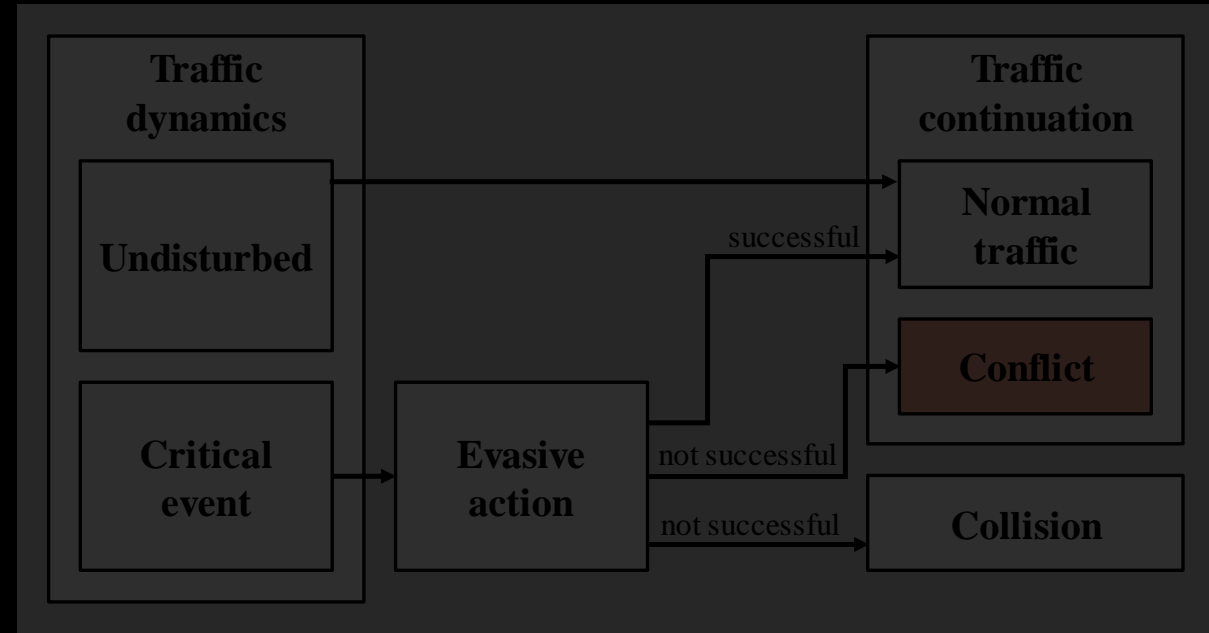 Traffic
dynamics
Undisturbed
Critical
event
Evasive
action
successful
not successful
not successful
Traffic
continuation
Normal
traffic
Conflict
Collision